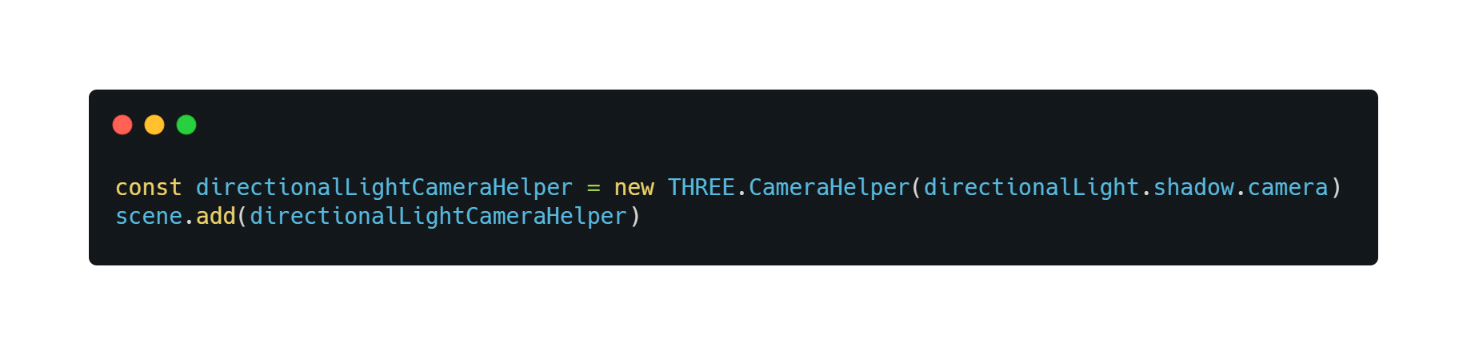 const directionalLightCameraHelper = new THREE.CameraHelper(directionalLight.shadow.camera)
scene.add(directionalLightCameraHelper)